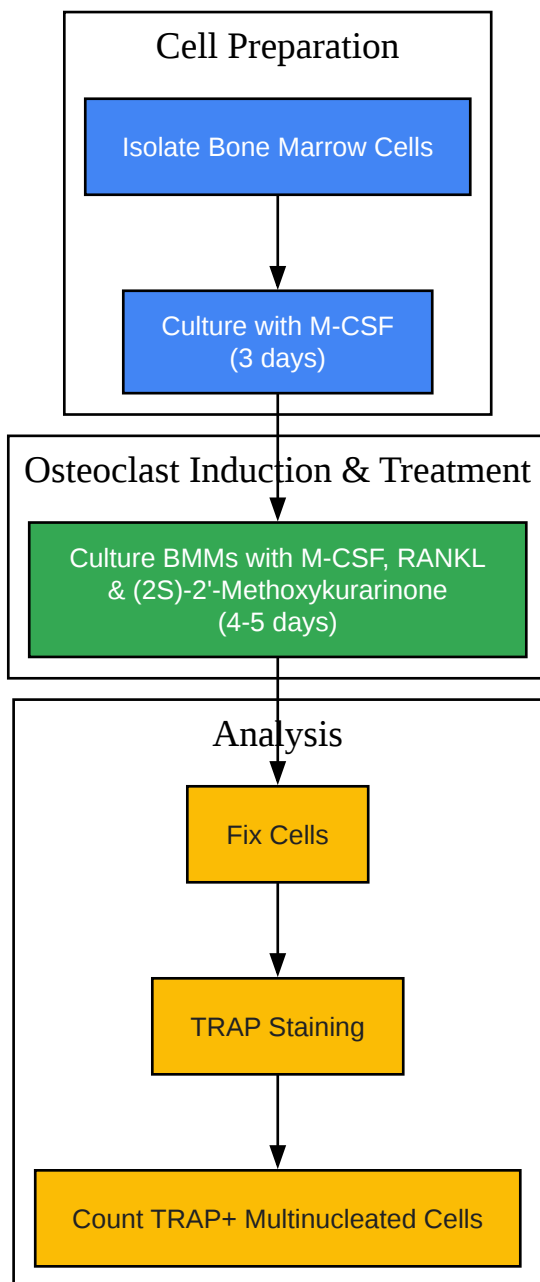 Cell Preparation
Isolate Bone Marrow Cells
Culture with M-CSF
(3 days)
Osteoclast Induction & Treatment
Culture BMMs with M-CSF, RANKL
& (2S)-2'-Methoxykurarinone
(4-5 days)
Analysis
Fix Cells
TRAP Staining
Count TRAP+ Multinucleated Cells